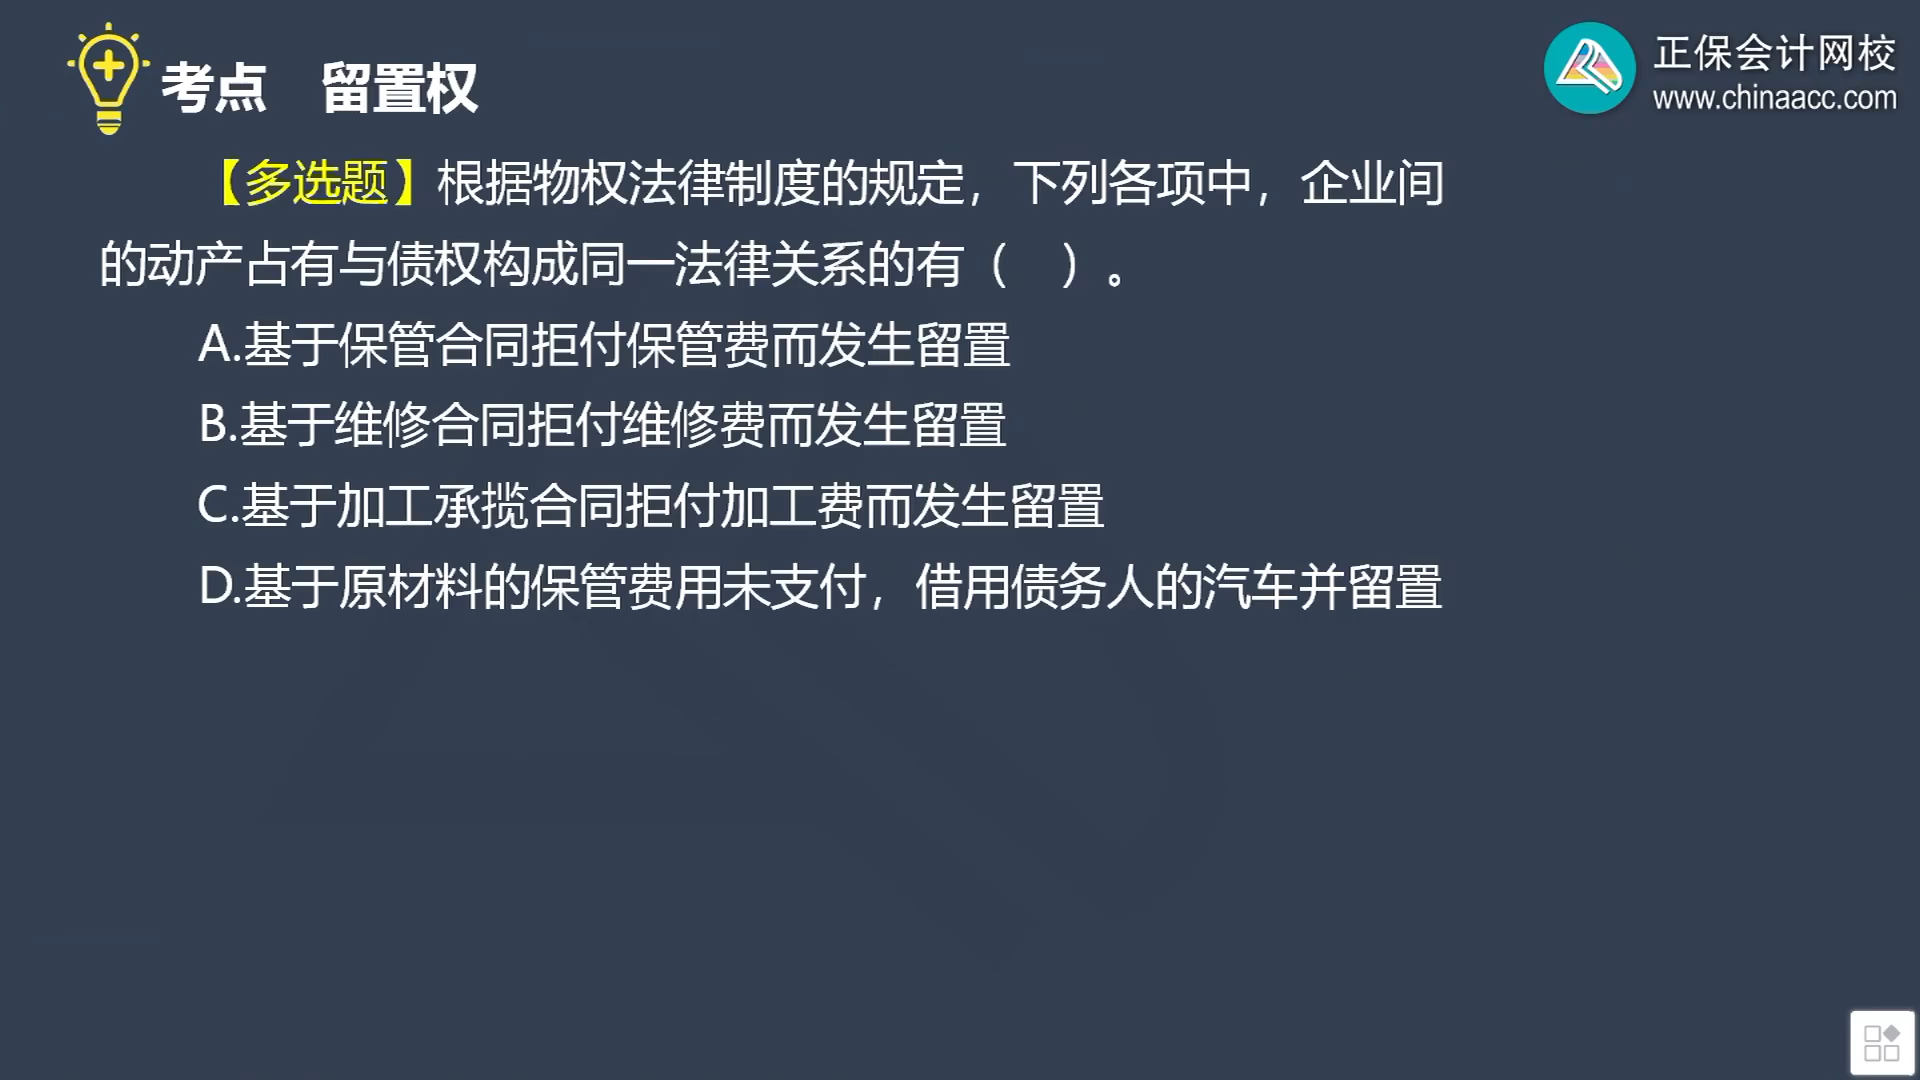 考点 留置权
正保会计网校
www.chinaacc.com
【多选题】根据物权法律制度的规定，下列各项中，企业间
的动产占有与债权构成同一法律关系的有（ ）。
A.基于保管合同拒付保管费而发生留置
B.基于维修合同拒付维修费而发生留置
C.基于加工承揽合同拒付加工费而发生留置
D.基于原材料的保管费用未支付，借用债务人的汽车并留置